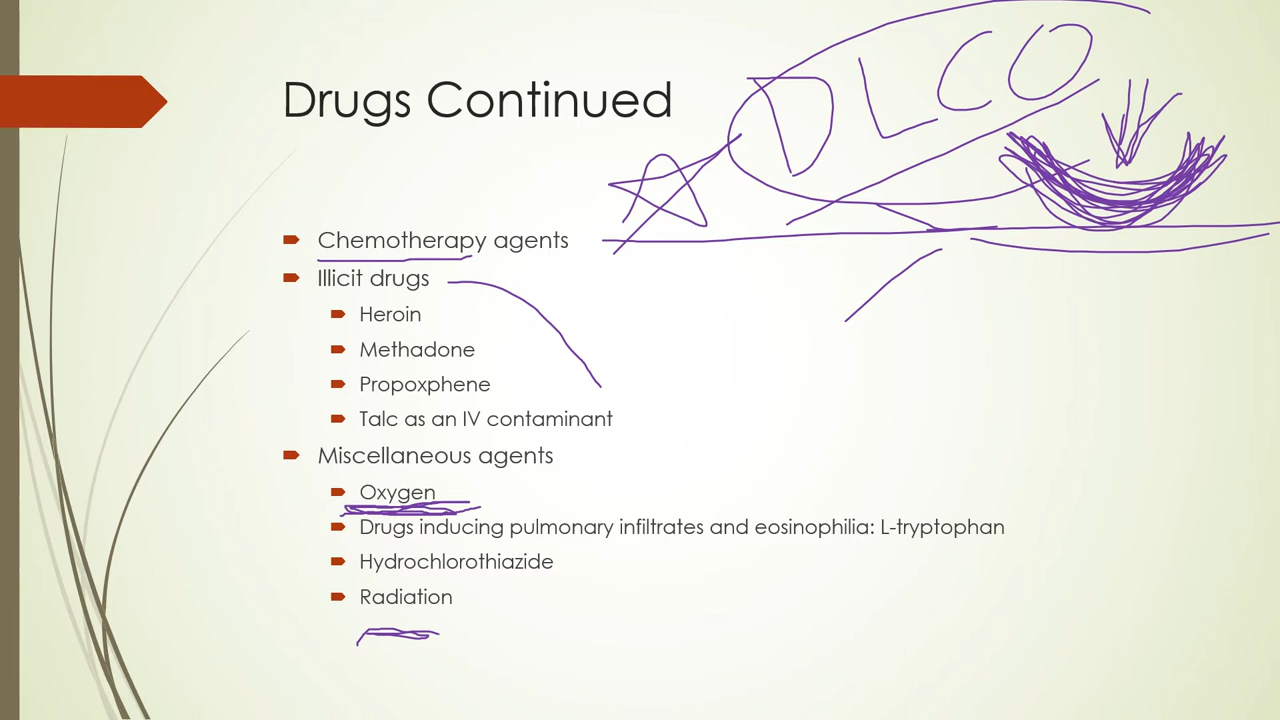 Drugs Continued
DLCO
Chemotherapy agents
Illicit drugs
Heroin
Methadone
Propoxphene
Talc as an IV contaminant
Miscellaneous agents
Oxygen
Drugs inducing pulmonary infiltrates and eosinophilia: L-tryptophan
Hydrochlorothiazide
Radiation